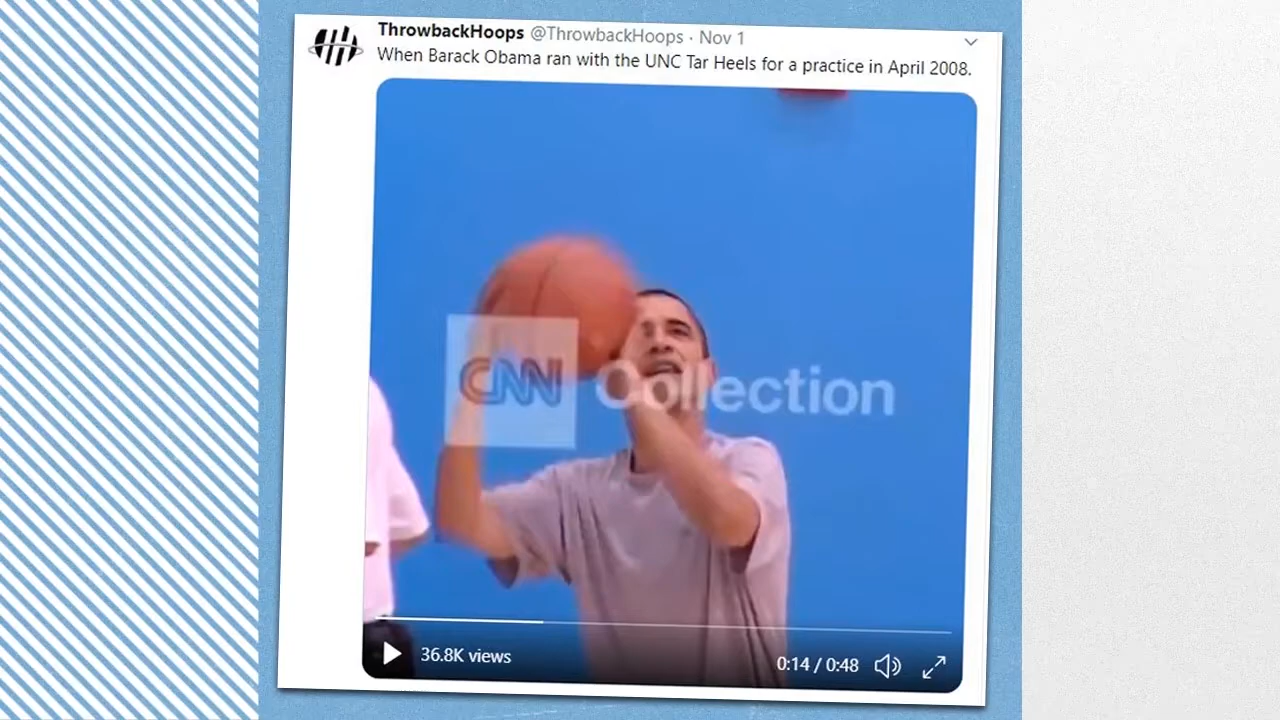 ThrowbackHoops @ThrowbackHoops · Nov 1
When Barack Obama ran with the UNC Tar Heels for a practice in April 2008.
CNN Collection
36.8K views
0:14 / 0:48